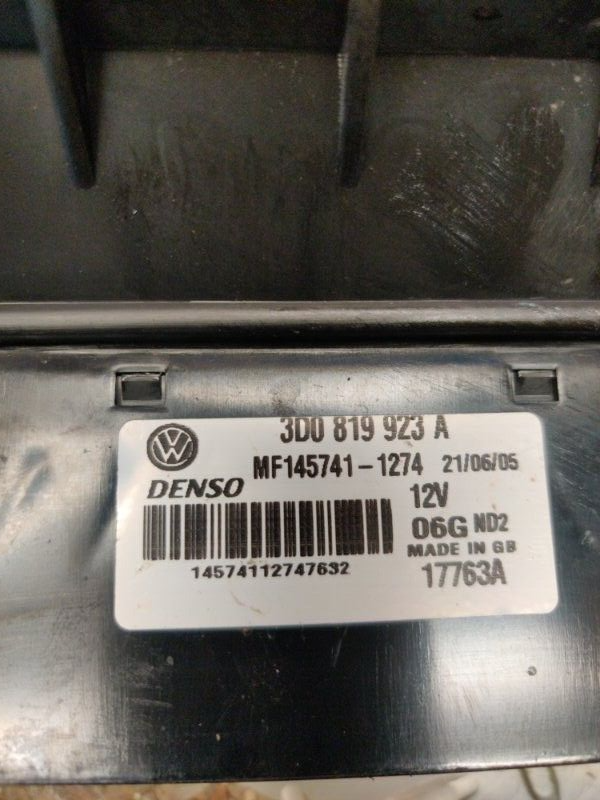 3D0 819 923 A
MF145741-1274 21/06/05
DENSO
12V
06G ND2
MADE IN GB
14574112747632
17763A